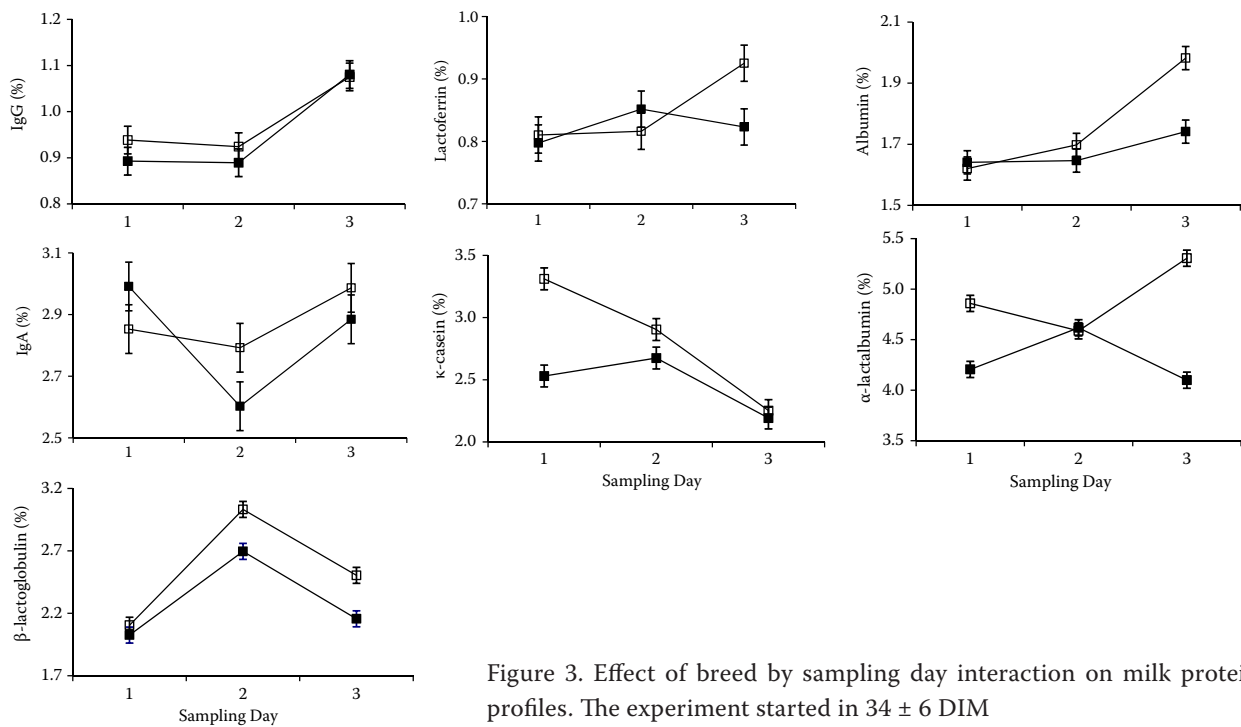 IgG (%)
1.2
1.1
1.0
0.9
0.8
1 2 3
Lactoferrin (%)
1.0
0.9
0.8
0.7
1 2 3
Albumin (%)
2.1
1.9
1.7
1.5
1 2 3
IgA (%)
3.1
2.9
2.7
2.5
1 2 3
κ-casein (%)
3.5
3.0
2.5
2.0
1 2 3
Sampling Day
α-lactalbumin (%)
5.5
5.0
4.5
4.0
3.5
1 2 3
Sampling Day
β-lactoglobulin (%)
3.2
2.7
2.2
1.7
1 2 3
Sampling Day
Figure 3. Effect of breed by sampling day interaction on milk protei
profiles. The experiment started in 34 ± 6 DIM